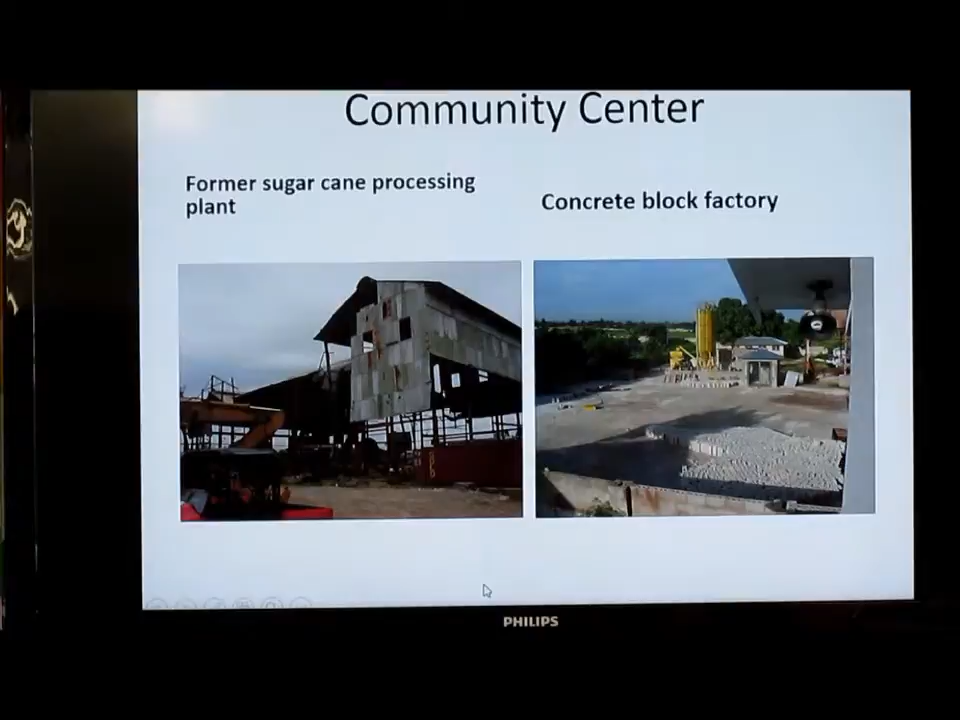 Community Center
Former sugar cane processing
plant
Concrete block factory
PHILIPS